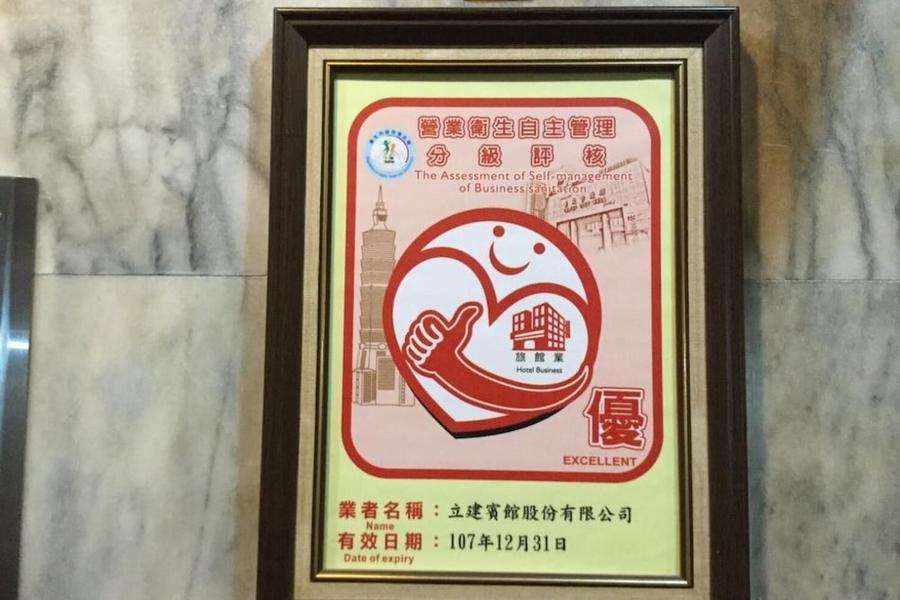 營業衛生自主管理
分級評核
The Assessment of Self-management
of Business sanitation
旅館業
Hotel Business
優
EXCELLENT
業者名稱：立建賓館股份有限公司
Name
有效日期：107年12月31日
Date of expiry